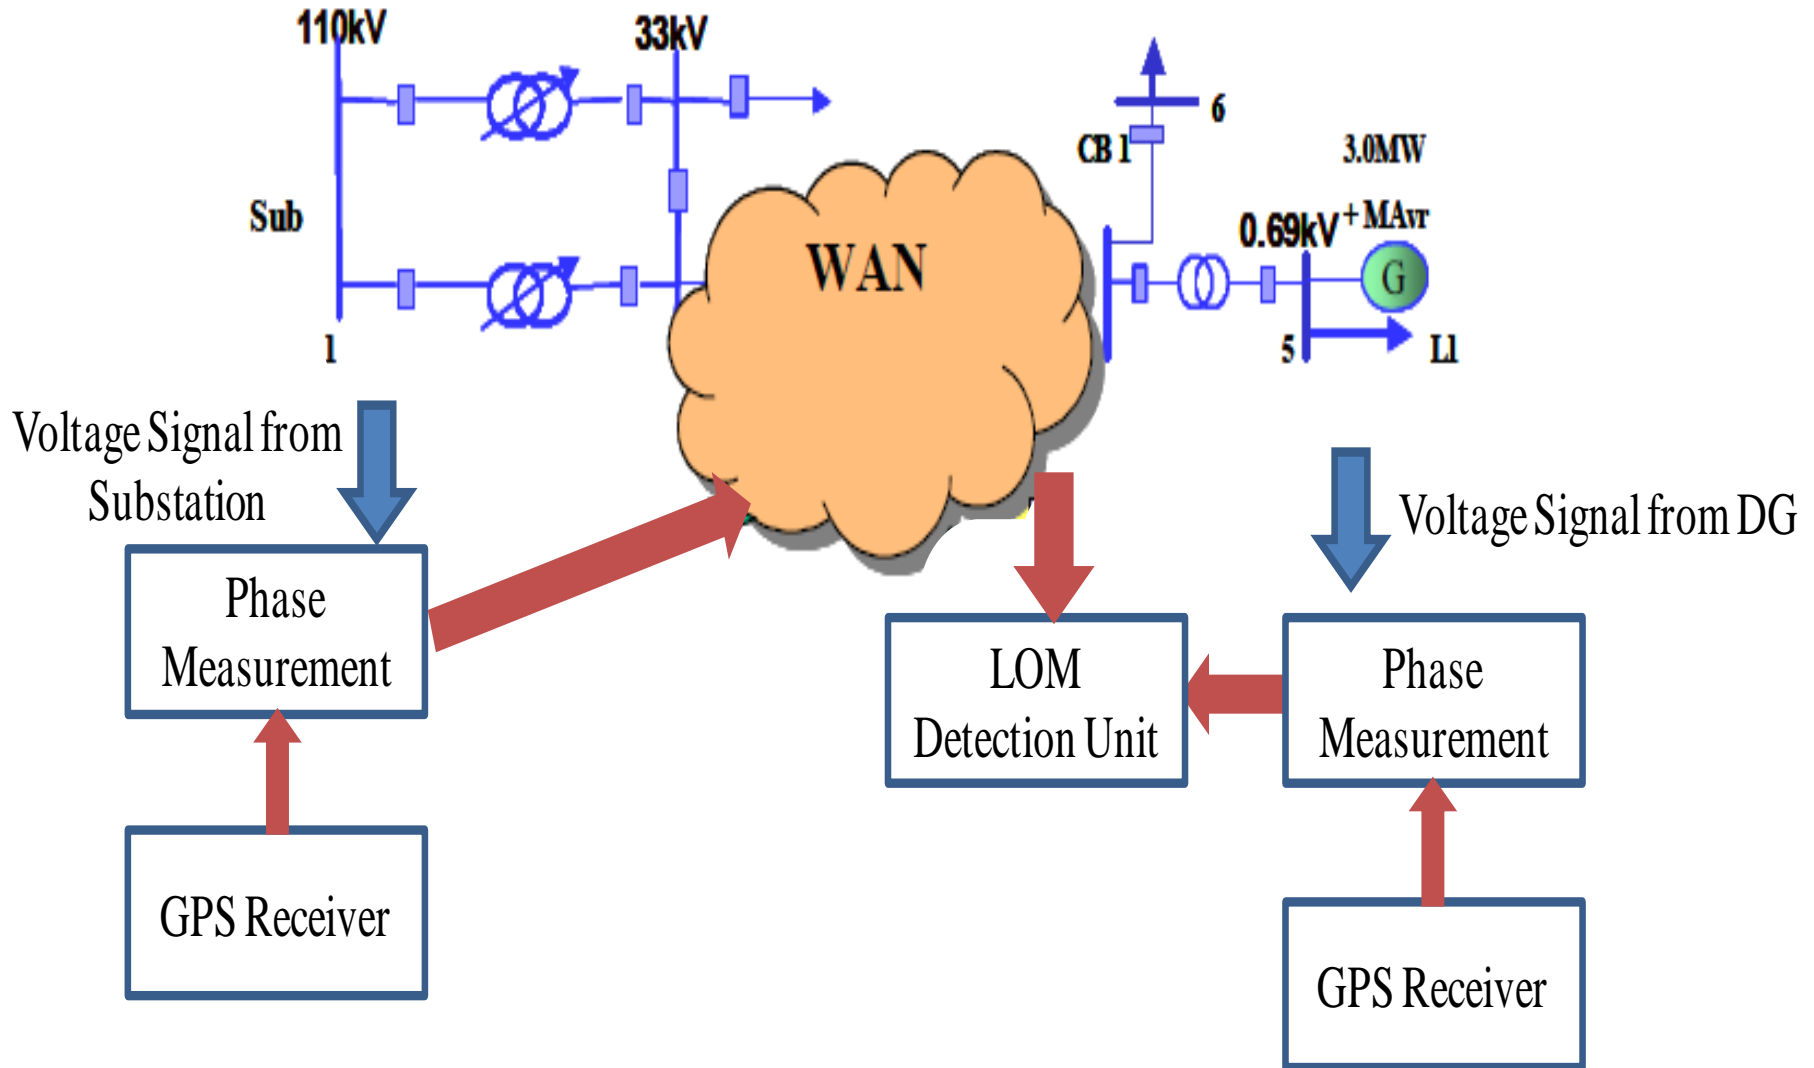 110kV
33kV
6
CB 1
3.0MW
Sub
0.69kV
+ MAvr
WAN
G
1
5
L1
Voltage Signal from
Substation
Voltage Signal from DG
Phase
Measurement
LOM
Detection Unit
Phase
Measurement
GPS Receiver
GPS Receiver